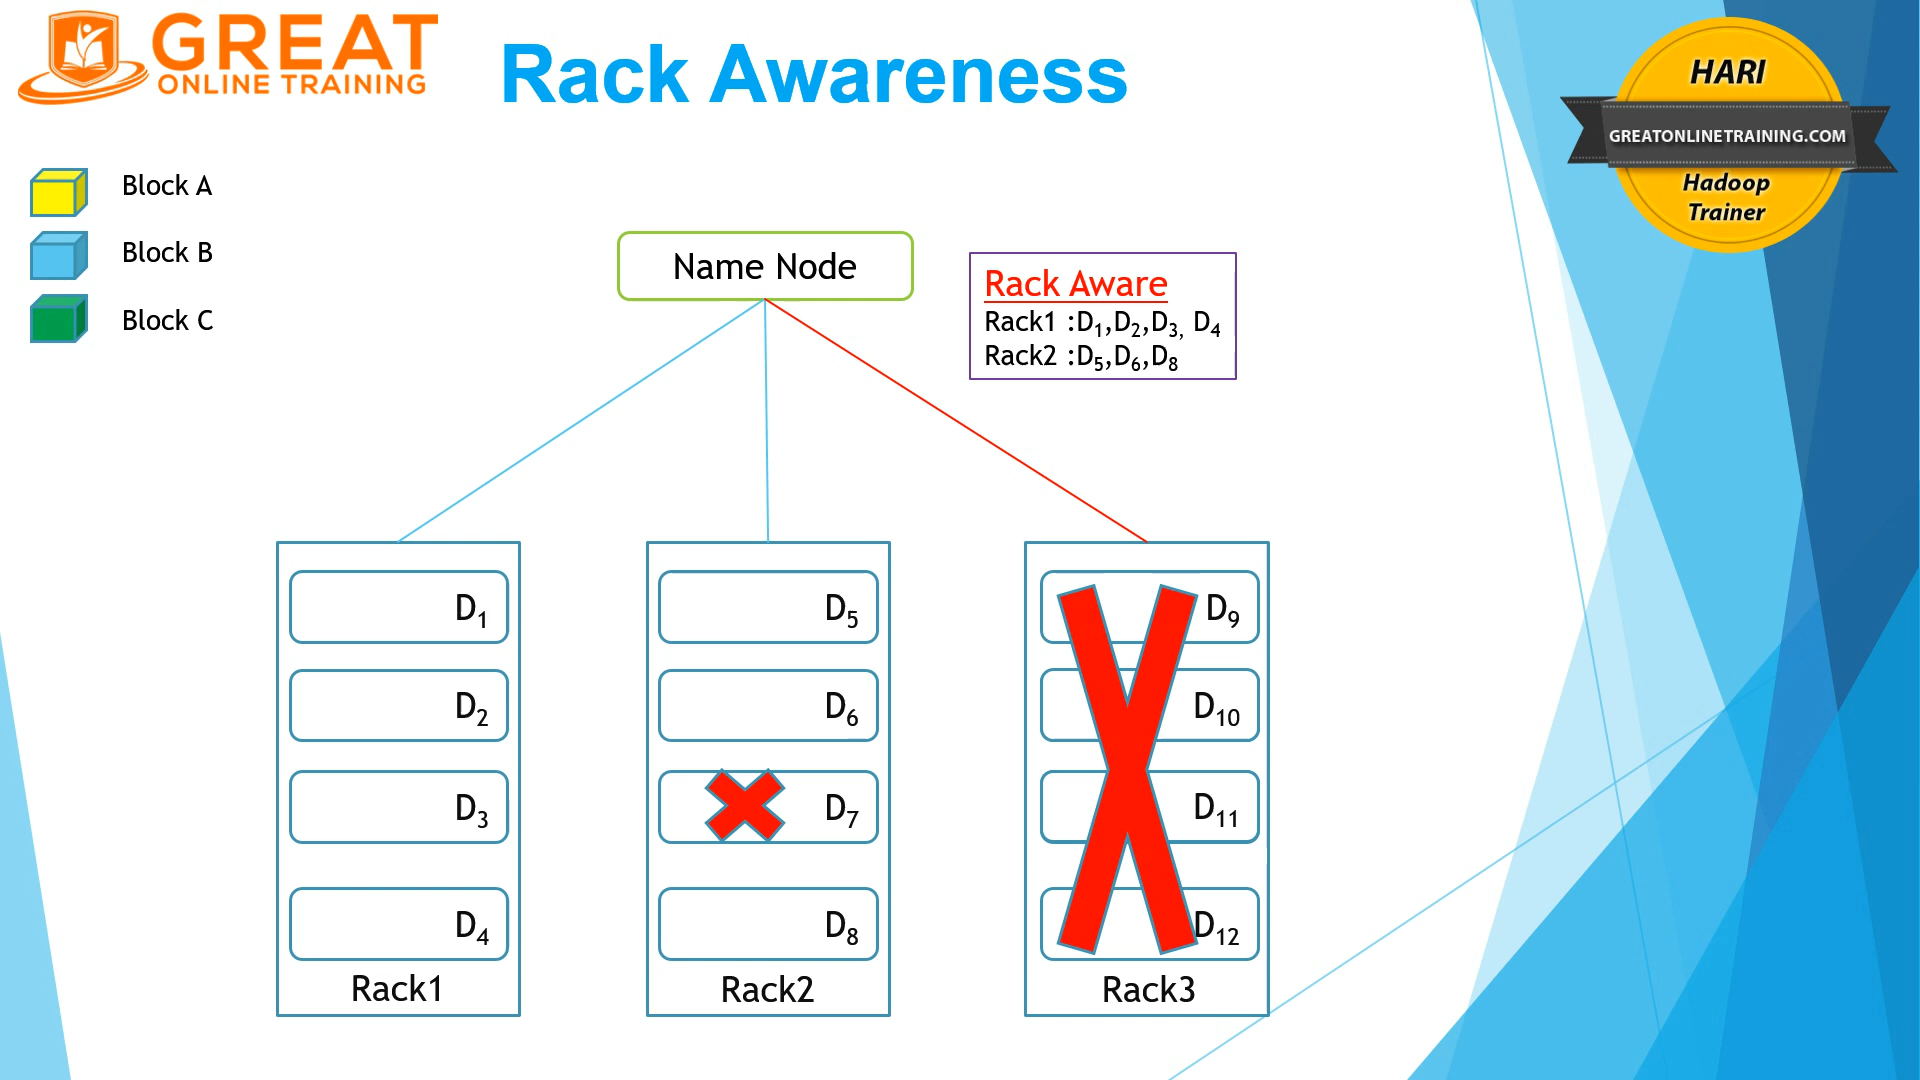 GREAT
ONLINE TRAINING
Rack Awareness
HARI
GREATONLINETRAINING.COM
Hadoop
Trainer
Block A
Block B
Block C
Name Node
Rack Aware
Rack1 :D₁,D₂,D₃, D₄
Rack2 :D₅,D₆,D₈
D₁
D₂
D₃
D₄
Rack1
D₅
D₆
D₇
D₈
Rack2
D₉
D₁₀
D₁₁
D₁₂
Rack3